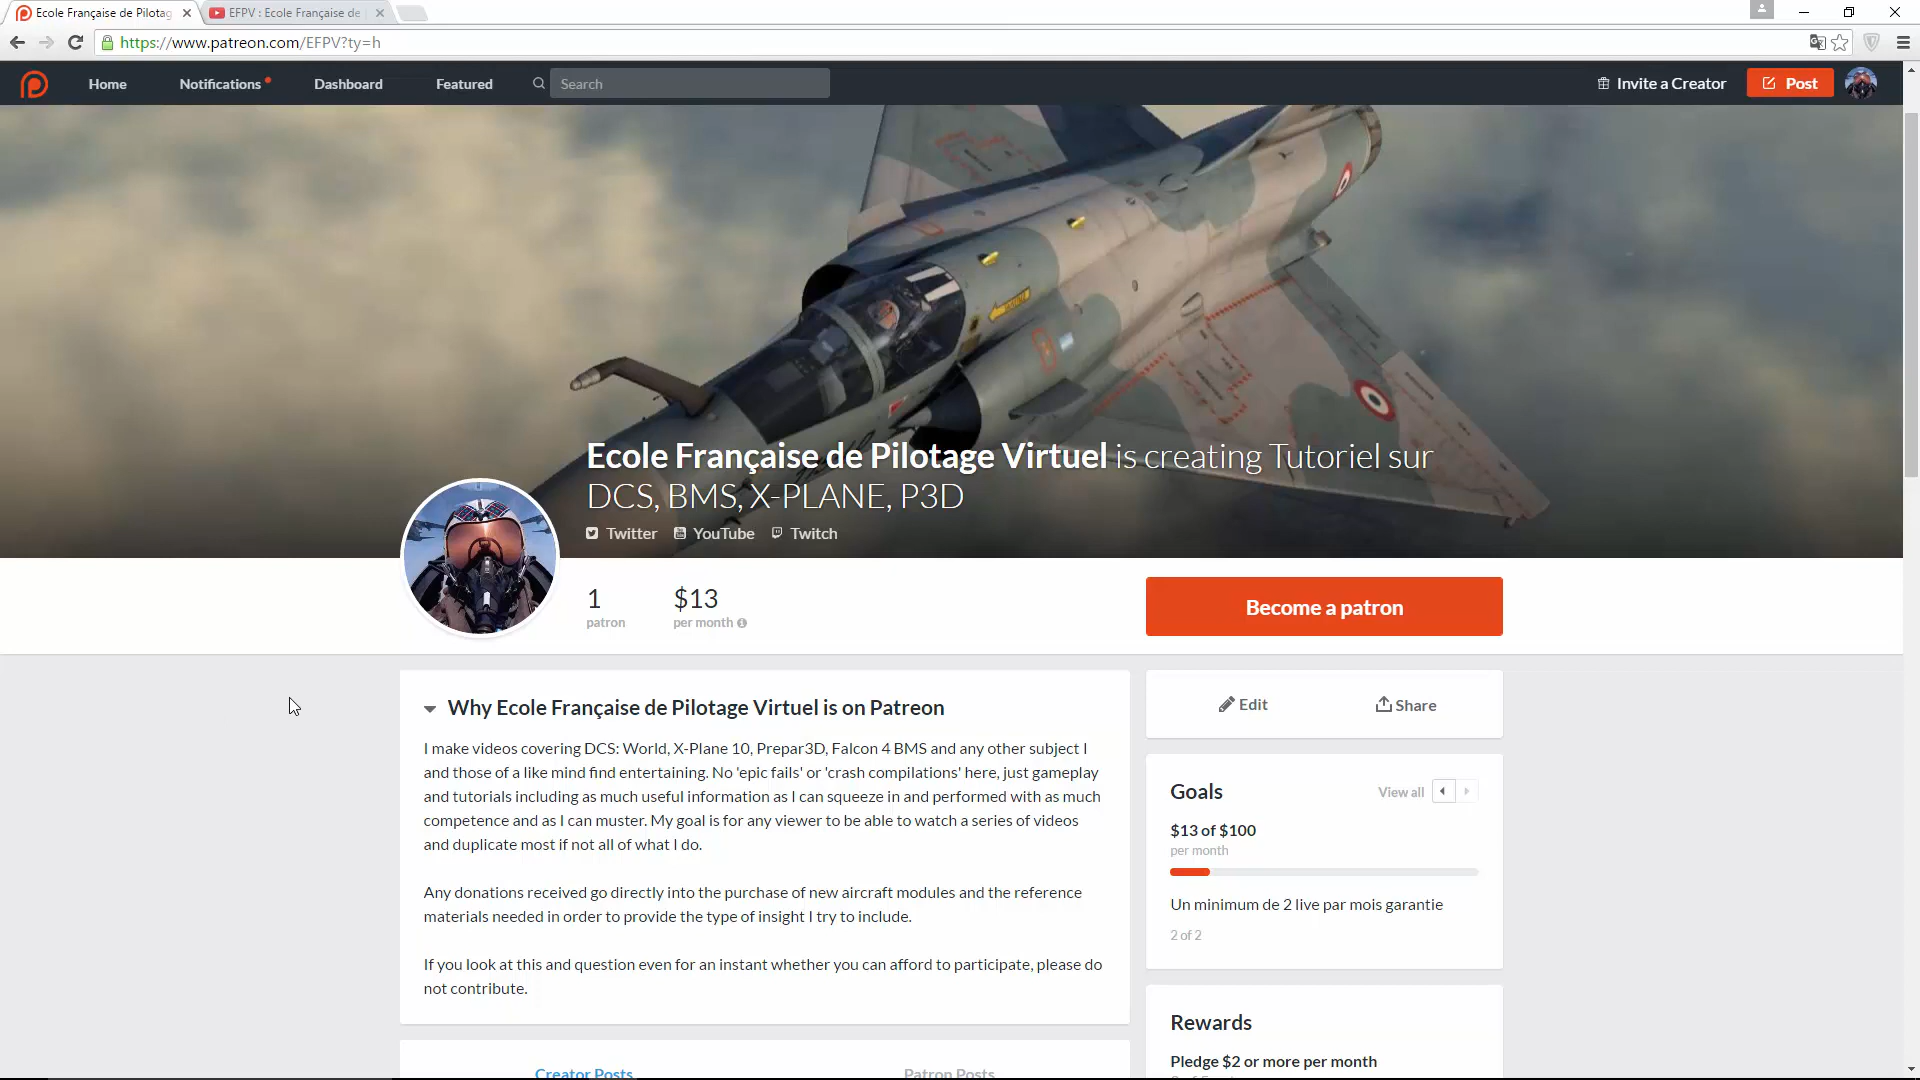 Ecole Française de Pilotag
EFPV : Ecole Française de
https://www.patreon.com/EFPV?ty=h
Home
Notifications
Dashboard
Featured
Search
Invite a Creator
Post
Ecole Française de Pilotage Virtuel is creating Tutoriel sur
DCS, BMS, X-PLANE, P3D
Twitter
YouTube
Twitch
1
patron
$13
per month
Become a patron
Why Ecole Française de Pilotage Virtuel is on Patreon
I make videos covering DCS: World, X-Plane 10, Prepar3D, Falcon 4 BMS and any other subject I
and those of a like mind find entertaining. No 'epic fails' or 'crash compilations' here, just gameplay
and tutorials including as much useful information as I can squeeze in and performed with as much
competence and as I can muster. My goal is for any viewer to be able to watch a series of videos
and duplicate most if not all of what I do.
Any donations received go directly into the purchase of new aircraft modules and the reference
materials needed in order to provide the type of insight I try to include.
If you look at this and question even for an instant whether you can afford to participate, please do
not contribute.
Creator Posts
Patron Posts
Edit
Share
Goals
View all
$13 of $100
per month
Un minimum de 2 live par mois garantie
2 of 2
Rewards
Pledge $2 or more per month